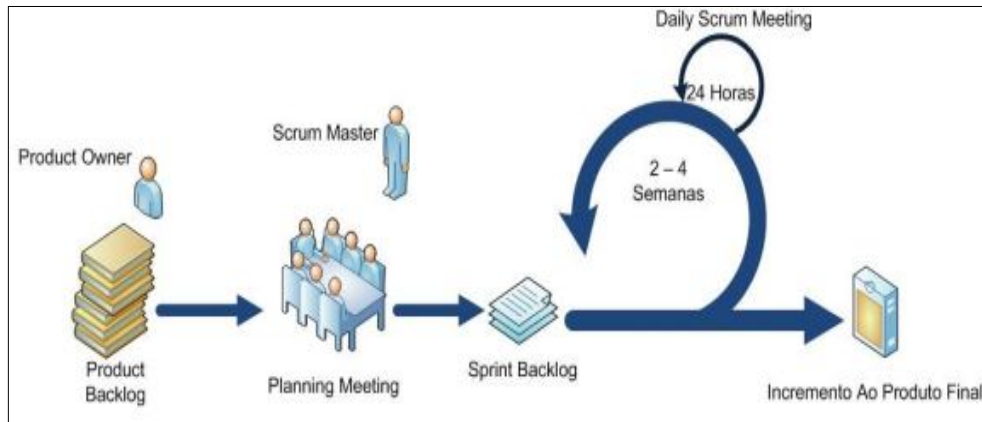 Daily Scrum Meeting
24 Horas
Scrum Master
Product Owner
2 – 4
Semanas
Product
Backlog
Planning Meeting
Sprint Backlog
Incremento Ao Produto Final